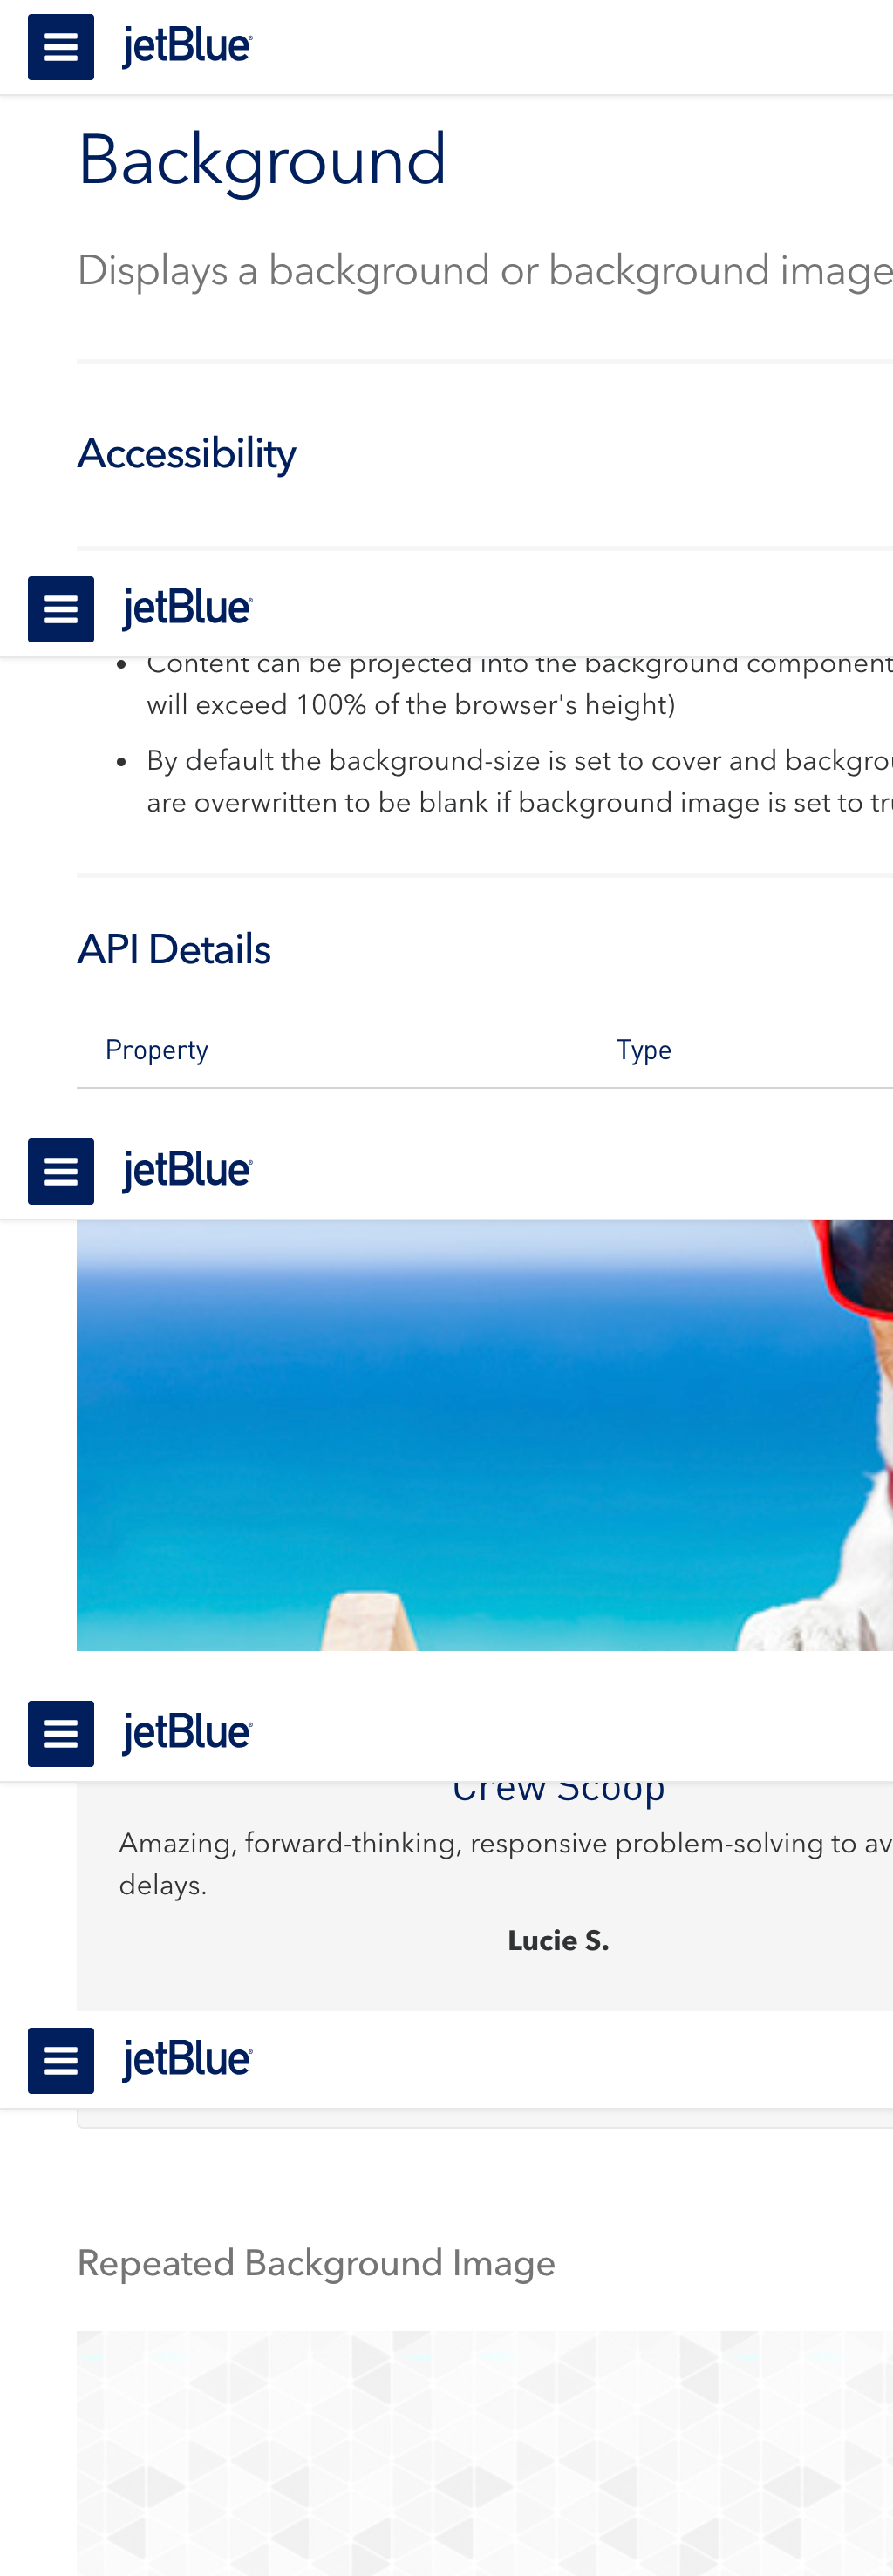 jetBlue
Background
Displays a background or background image
Accessibility
jetBlue
Content can be projected into the background component
will exceed 100% of the browser's height)
By default the background-size is set to cover and
are overwritten to be blank if background image is set to
API Details
Property Type
jetBlue
jetBlue
Crew Scoop
Amazing, forward-thinking, responsive problem-solving to
delays.
Lucie S.
jetBlue
Repeated Background Image